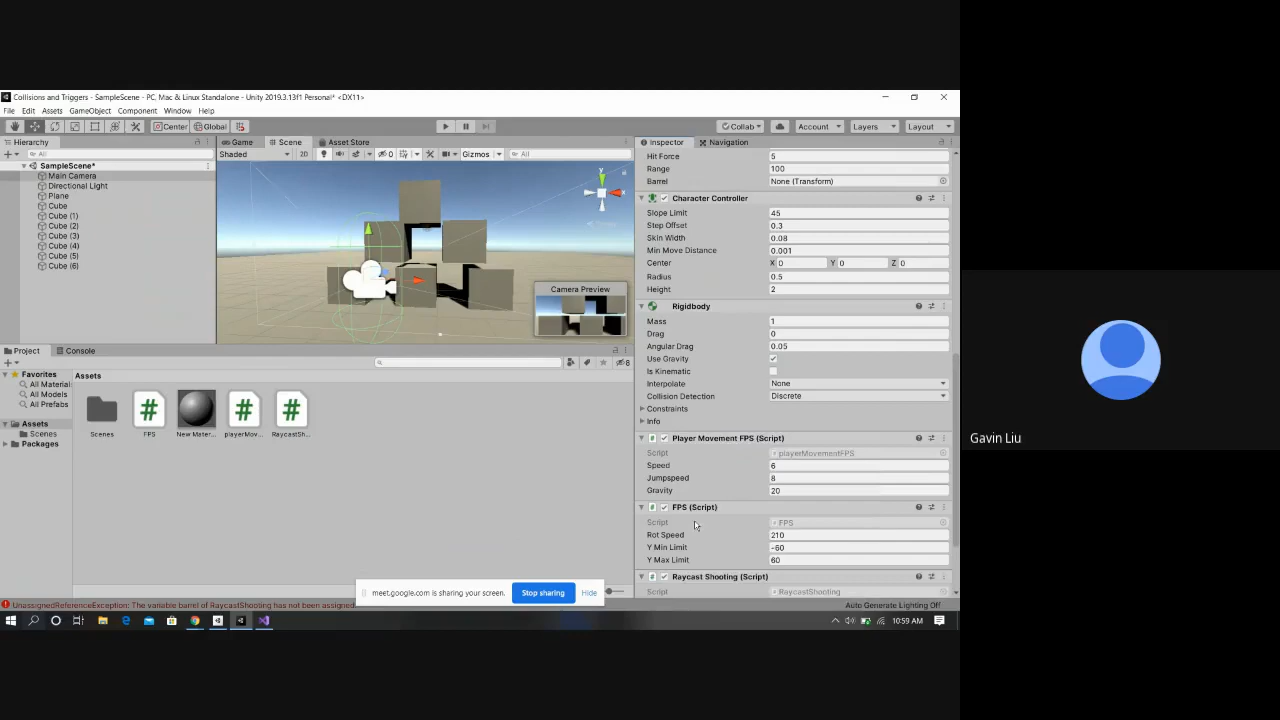 Collisions and Triggers - SampleScene - PC, Mac & Linux Standalone - Unity 2019.3.13f1 Personal* <DX11>
File Edit Assets GameObject Component Window Help
Center Global Collab Account Layers Layout
Hierarchy
All
SampleScene*
Main Camera
Directional Light
Plane
Cube
Cube (1)
Cube (2)
Cube (3)
Cube (4)
Cube (5)
Cube (6)
Game Scene Asset Store
Shaded 2D 0 Gizmos All
y
x
Camera Preview
Inspector Navigation
Hit Force 5
Range 100
Barrel None (Transform)
Character Controller
Slope Limit 45
Step Offset 0.3
Skin Width 0.08
Min Move Distance 0.001
Center X 0 Y 0 Z 0
Radius 0.5
Height 2
Rigidbody
Mass 1
Drag 0
Angular Drag 0.05
Use Gravity
Is Kinematic
Interpolate None
Collision Detection Discrete
Constraints
Info
Player Movement FPS (Script)
Script playerMovementFPS
Speed 6
Jumpspeed 8
Gravity 20
FPS (Script)
Script FPS
Rot Speed 210
Y Min Limit -60
Y Max Limit 60
Raycast Shooting (Script)
Script RaycastShooting
Project Console
8
Favorites
All Material
All Models
All Prefabs
Assets
Scenes
Packages
Assets
Scenes FPS New Mater... playerMov... RaycastSh...
meet.google.com is sharing your screen. Stop sharing Hide
UnassignedReferenceException: The variable barrel of RaycastShooting has not been assigned
Auto Generate Lighting Off
10:59 AM
Gavin Liu